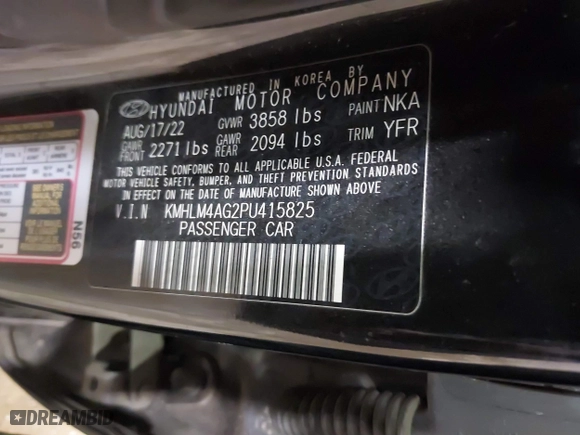 MANUFACTURED IN KOREA BY
HYUNDAI MOTOR COMPANY
AUG/17/22 GVWR 3858 lbs PAINT NKA
GAWR FRONT 2271 lbs GAWR REAR 2094 lbs TRIM YFR
THIS VEHICLE CONFORMS TO ALL APPLICABLE U.S.A. FEDERAL
MOTOR VEHICLE SAFETY, BUMPER, AND THEFT PREVENTION STANDARDS
IN EFFECT ON THE DATE OF MANUFACTURE SHOWN ABOVE
V.I.N KMHLM4AG2PU415825
PASSENGER CAR
N56
DREAMBID